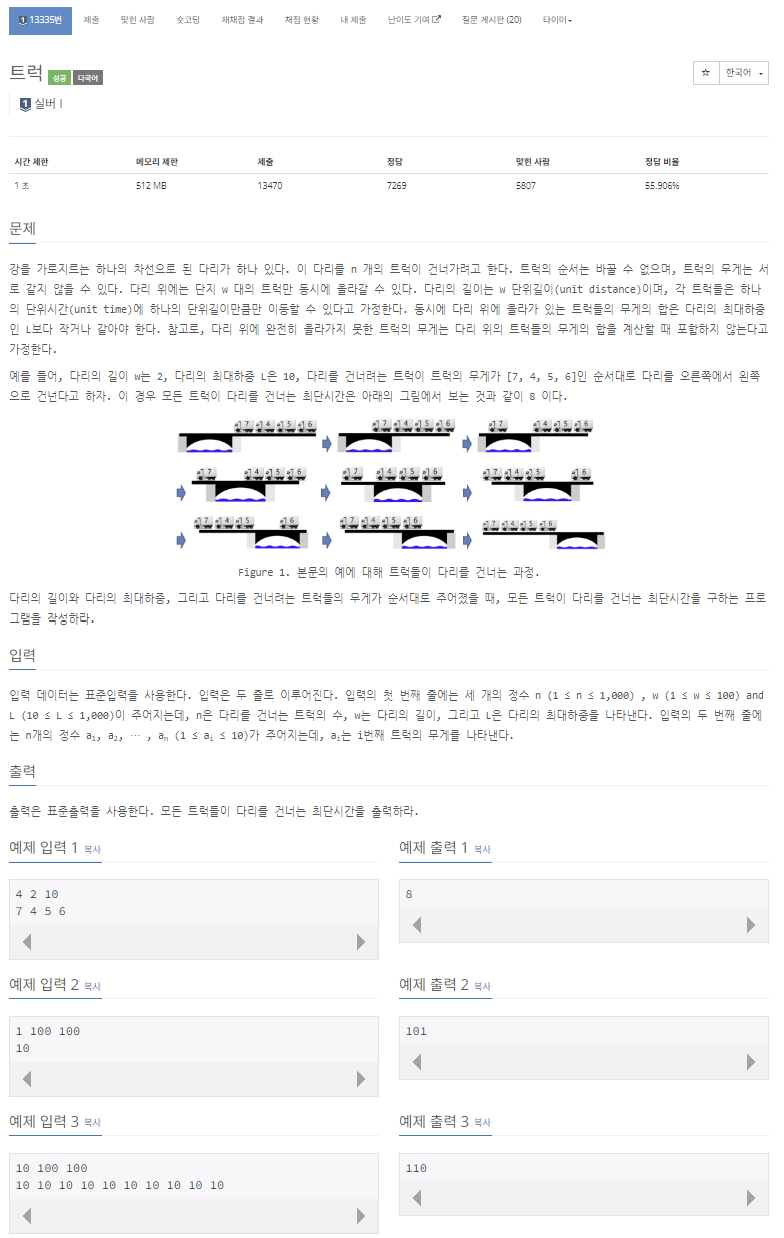 13335번 제출 맞힌 사람 숏코딩 재채점 결과 채점 현황 내 제출 난이도 기여 질문 게시판 (20) 타이머
트럭 성공 다국어 ☆ 한국어
1 실버 I
시간 제한 메모리 제한 제출 정답 맞힌 사람 정답 비율
1 초 512 MB 13470 7269 5807 55.906%
문제
강을 가로지르는 하나의 차선으로 된 다리가 하나 있다. 이 다리를 n 개의 트럭이 건너가려고 한다. 트럭의 순서는 바꿀 수 없으며, 트럭의 무게는 서
로 같지 않을 수 있다. 다리 위에는 단지 w 대의 트럭만 동시에 올라갈 수 있다. 다리의 길이는 w 단위길이(unit distance)이며, 각 트럭들은 하나
의 단위시간(unit time)에 하나의 단위길이만큼만 이동할 수 있다고 가정한다. 동시에 다리 위에 올라가 있는 트럭들의 무게의 합은 다리의 최대하중
인 L보다 작거나 같아야 한다. 참고로, 다리 위에 완전히 올라가지 못한 트럭의 무게는 다리 위의 트럭들의 무게의 합을 계산할 때 포함하지 않는다고
가정한다.
예를 들어, 다리의 길이 w는 2, 다리의 최대하중 L은 10, 다리를 건너려는 트럭이 트럭의 무게가 [7, 4, 5, 6]인 순서대로 다리를 오른쪽에서 왼쪽
으로 건넌다고 하자. 이 경우 모든 트럭이 다리를 건너는 최단시간은 아래의 그림에서 보는 것과 같이 8 이다.
7 4 5 6 7 4 5 6 7 4 5 6
7 4 5 6 7 4 5 6 7 4 5 6
7 4 5 6 7 4 5 6 7 4 5 6
Figure 1. 본문의 예에 대해 트럭들이 다리를 건너는 과정.
다리의 길이와 다리의 최대하중, 그리고 다리를 건너려는 트럭들의 무게가 순서대로 주어졌을 때, 모든 트럭이 다리를 건너는 최단시간을 구하는 프로
그램을 작성하라.
입력
입력 데이터는 표준입력을 사용한다. 입력은 두 줄로 이루어진다. 입력의 첫 번째 줄에는 세 개의 정수 n (1 ≤ n ≤ 1,000) , w (1 ≤ w ≤ 100) and
L (10 ≤ L ≤ 1,000)이 주어지는데, n은 다리를 건너는 트럭의 수, w는 다리의 길이, 그리고 L은 다리의 최대하중을 나타낸다. 입력의 두 번째 줄에
는 n개의 정수 a₁, a₂, ⋯ , aₙ (1 ≤ aᵢ ≤ 10)가 주어지는데, aᵢ는 i번째 트럭의 무게를 나타낸다.
출력
출력은 표준출력을 사용한다. 모든 트럭들이 다리를 건너는 최단시간을 출력하라.
예제 입력 1 복사
4 2 10
7 4 5 6
예제 출력 1 복사
8
예제 입력 2 복사
1 100 100
10
예제 출력 2 복사
101
예제 입력 3 복사
10 100 100
10 10 10 10 10 10 10 10 10 10
예제 출력 3 복사
110